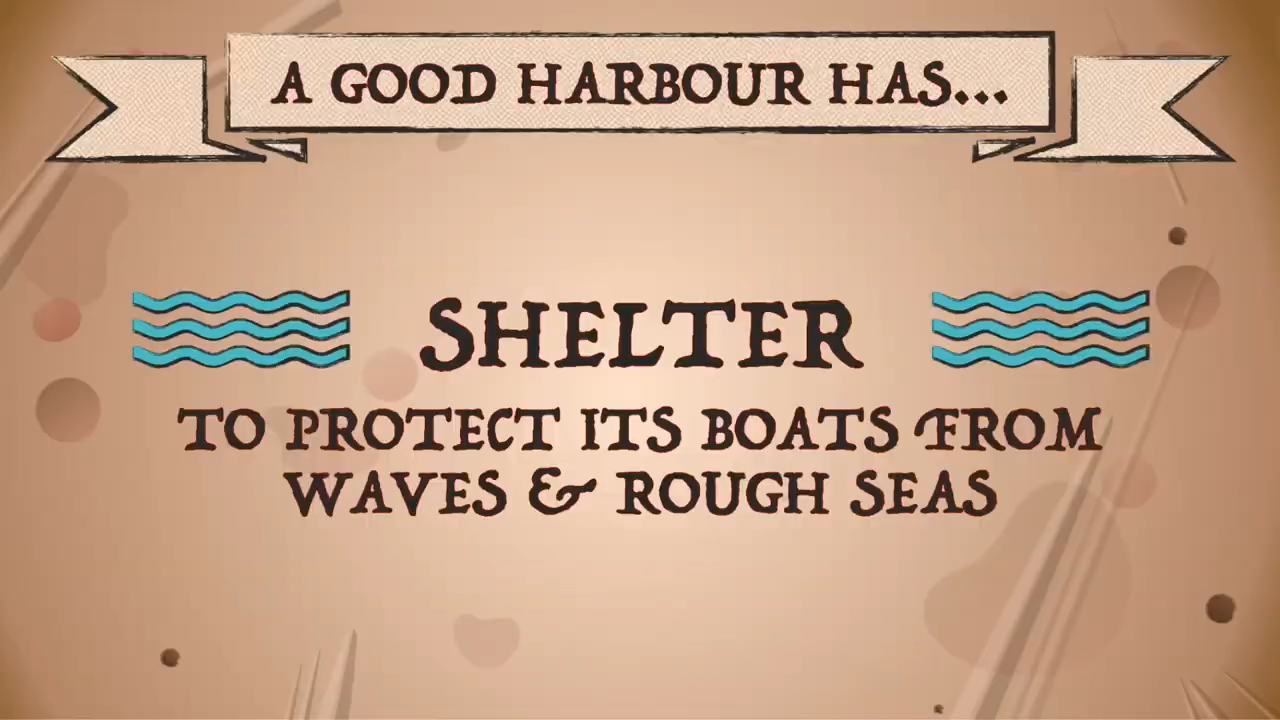 A GOOD HARBOUR HAS...
SHELTER
TO PROTECT ITS BOATS FROM
WAVES & ROUGH SEAS